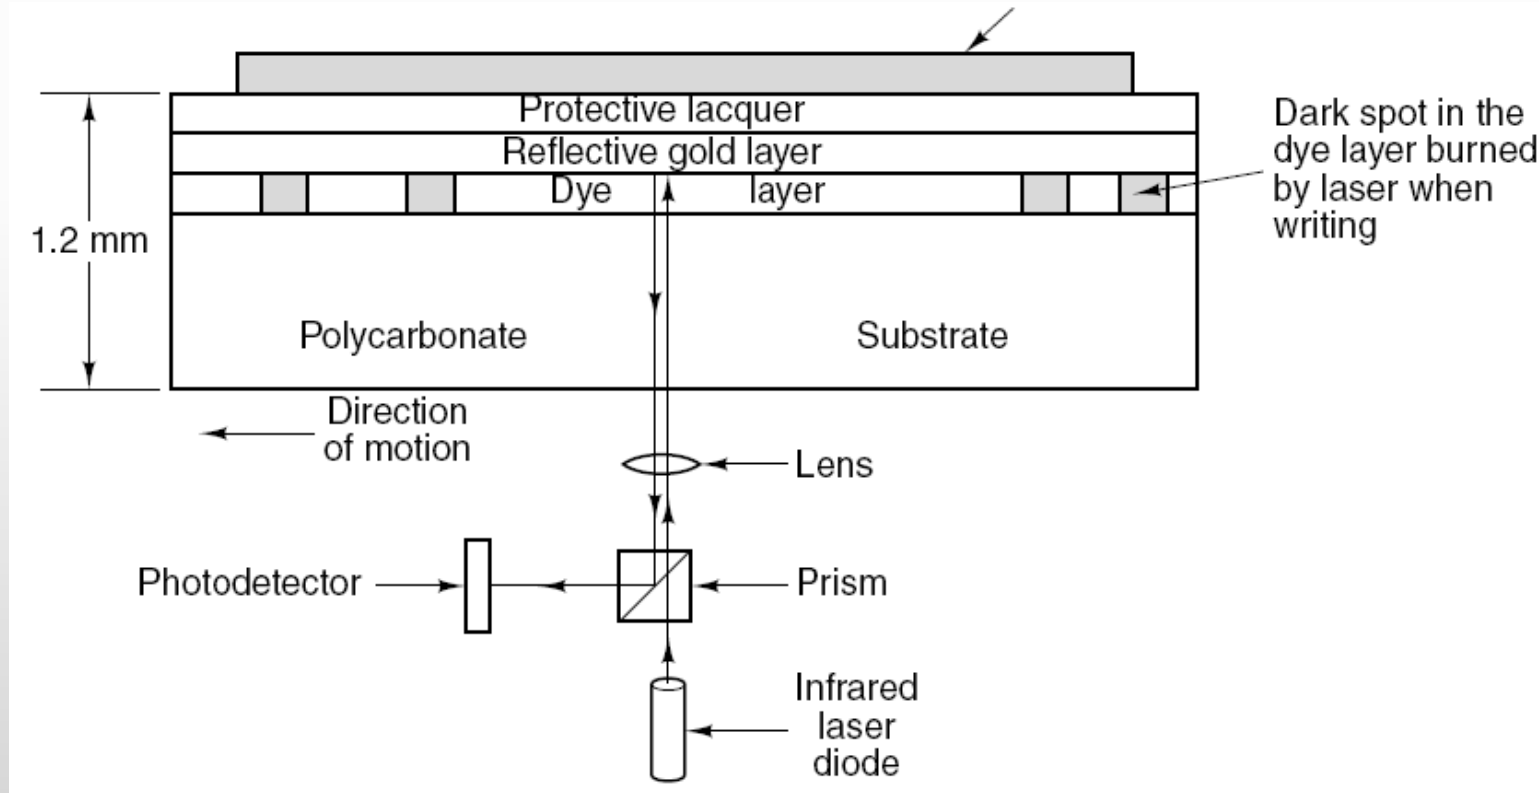 Protective lacquer
Reflective gold layer
Dye layer
Dark spot in the
dye layer burned
by laser when
writing
1.2 mm
Polycarbonate Substrate
Direction
of motion
Lens
Photodetector
Prism
Infrared
laser
diode